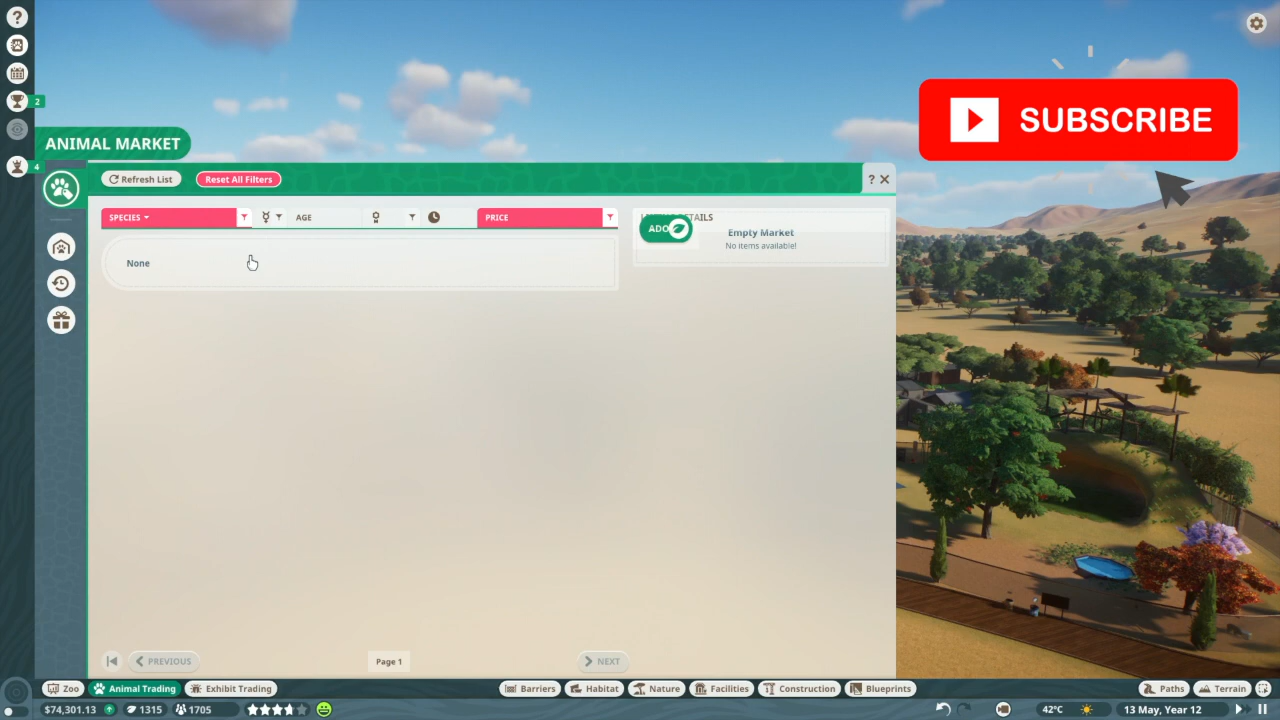 2
SUBSCRIBE
ANIMAL MARKET
4
Refresh List
Reset All Filters
? ×
SPECIES
AGE
PRICE
ETAILS
ADO
Empty Market
No items available!
None
PREVIOUS
Page 1
NEXT
Zoo
Animal Trading
Exhibit Trading
Barriers
Habitat
Nature
Facilities
Construction
Blueprints
Paths
Terrain
$74,301.13
1315
1705
42°C
13 May, Year 12